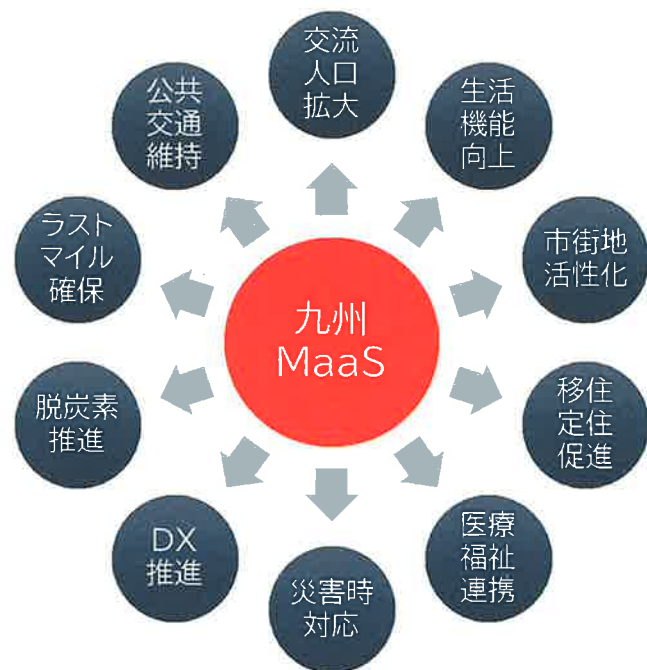 交流
人口
拡大
生活
機能
向上
市街地
活性化
移住
定住
促進
医療
福祉
連携
災害時
対応
DX
推進
脱炭素
推進
ラスト
マイル
確保
公共
交通
維持
九州
MaaS